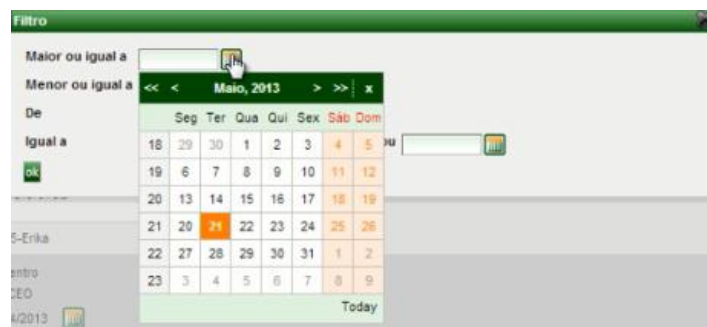 Filtro
Maior ou igual a
Menor ou igual a
De
Igual a
ou
ok
<< < Maio, 2013 > >> x
Seg Ter Qua Qui Sex Sáb Dom
18 29 30 1 2 3 4 5
19 6 7 8 9 10 11 12
20 13 14 15 16 17 18 19
21 20 21 22 23 24 25 26
22 27 28 29 30 31 1 2
23 3 4 5 6 7 8 9
Today
5-Erika
entro
CEO
4/2013